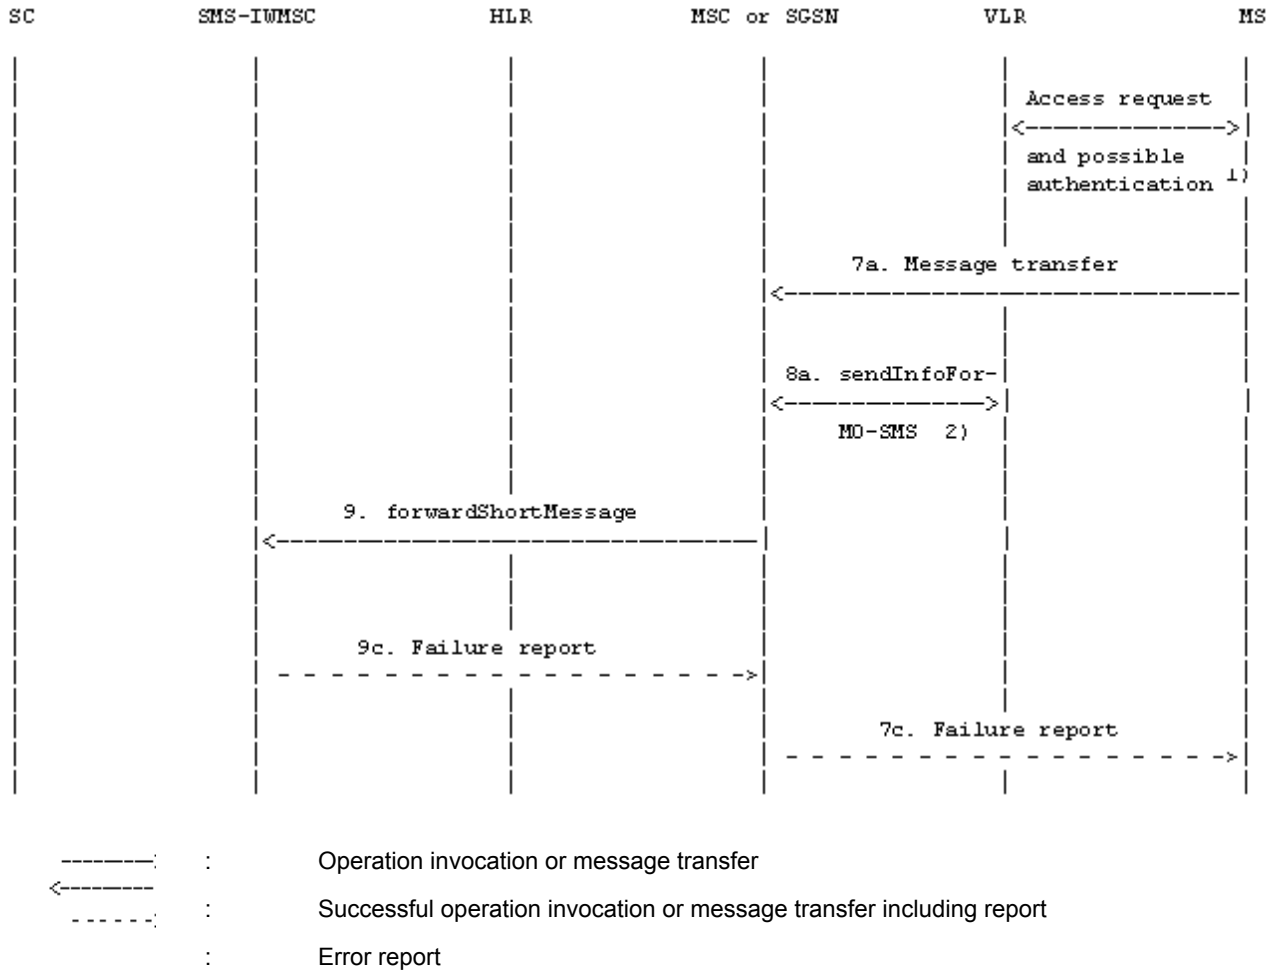 SC SMS-IWMSC HLR MSC or SGSN VLR MS
Access request
and possible
authentication 1)
7a. Message transfer
8a. sendInfoFor-
MO-SMS 2)
9. forwardShortMessage
9c. Failure report
7c. Failure report
: Operation invocation or message transfer
: Successful operation invocation or message transfer including report
: Error report